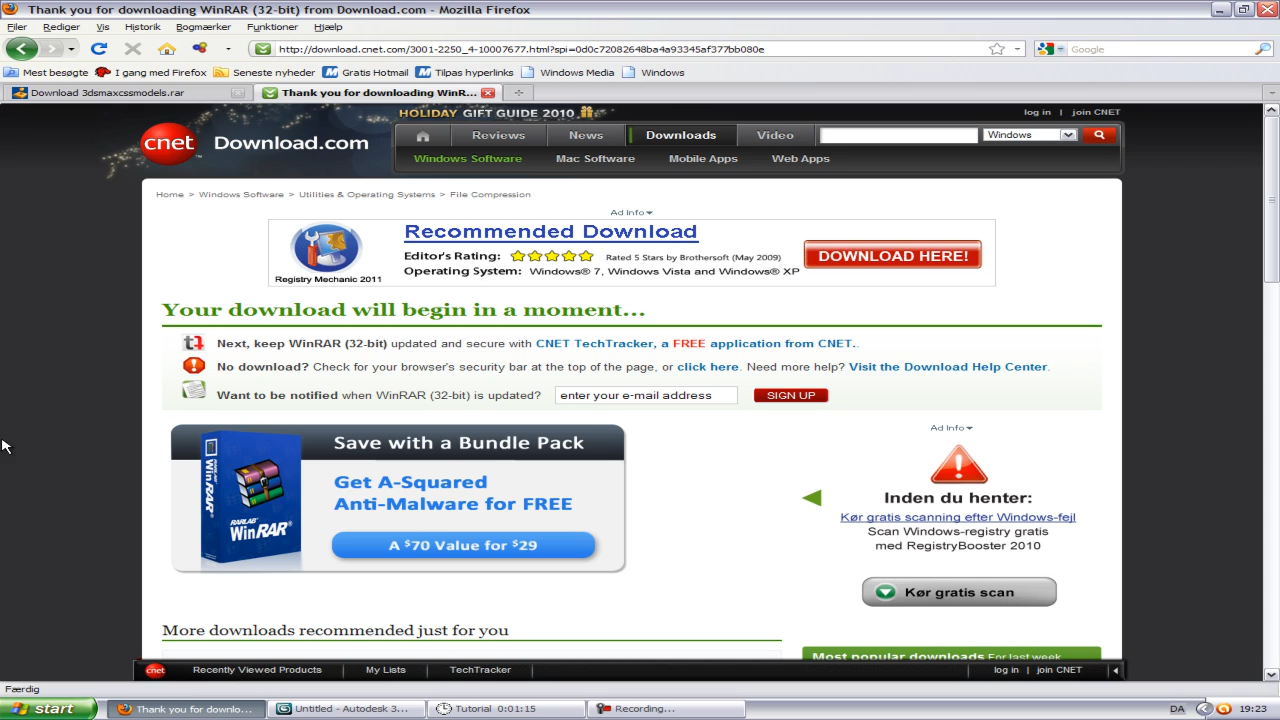 Thank you for downloading WinRAR (32-bit) from Download.com - Mozilla Firefox
Filer Rediger Vis Historik Bogmærker Funktioner Hjælp
http://download.cnet.com/3001-2250_4-10007677.html?spi=0d0c72082648ba4a93345af377bb080e
Google
Mest besøgte I gang med Firefox Seneste nyheder Gratis Hotmail Tilpas hyperlinks Windows Media Windows
Download 3dsmaxcssmodels.rar Thank you for downloading WinR...
HOLIDAY GIFT GUIDE 2010
log in | join CNET
cnet Download.com
Reviews News Downloads Video Windows
Windows Software Mac Software Mobile Apps Web Apps
Home > Windows Software > Utilities & Operating Systems > File Compression
Ad Info
Recommended Download
Editor's Rating: Rated 5 Stars by Brothersoft (May 2009)
DOWNLOAD HERE!
Operating System: Windows® 7, Windows Vista and Windows® XP
Registry Mechanic 2011
Your download will begin in a moment...
Next, keep WinRAR (32-bit) updated and secure with CNET TechTracker, a FREE application from CNET..
No download? Check for your browser's security bar at the top of the page, or click here. Need more help? Visit the Download Help Center.
Want to be notified when WinRAR (32-bit) is updated? enter your e-mail address SIGN UP
Save with a Bundle Pack
Get A-Squared
Anti-Malware for FREE
A $70 Value for $29
WinRAR
RARLAB
WinRAR
Ad Info
Inden du henter:
Kør gratis scanning efter Windows-fejl
Scan Windows-registry gratis
med RegistryBooster 2010
Kør gratis scan
More downloads recommended just for you
Most popular downloads For last week
cnet Recently Viewed Products My Lists TechTracker log in | join CNET
Færdig
start Thank you for downlo... Untitled - Autodesk 3... Tutorial 0:01:15 Recording... DA 19:23